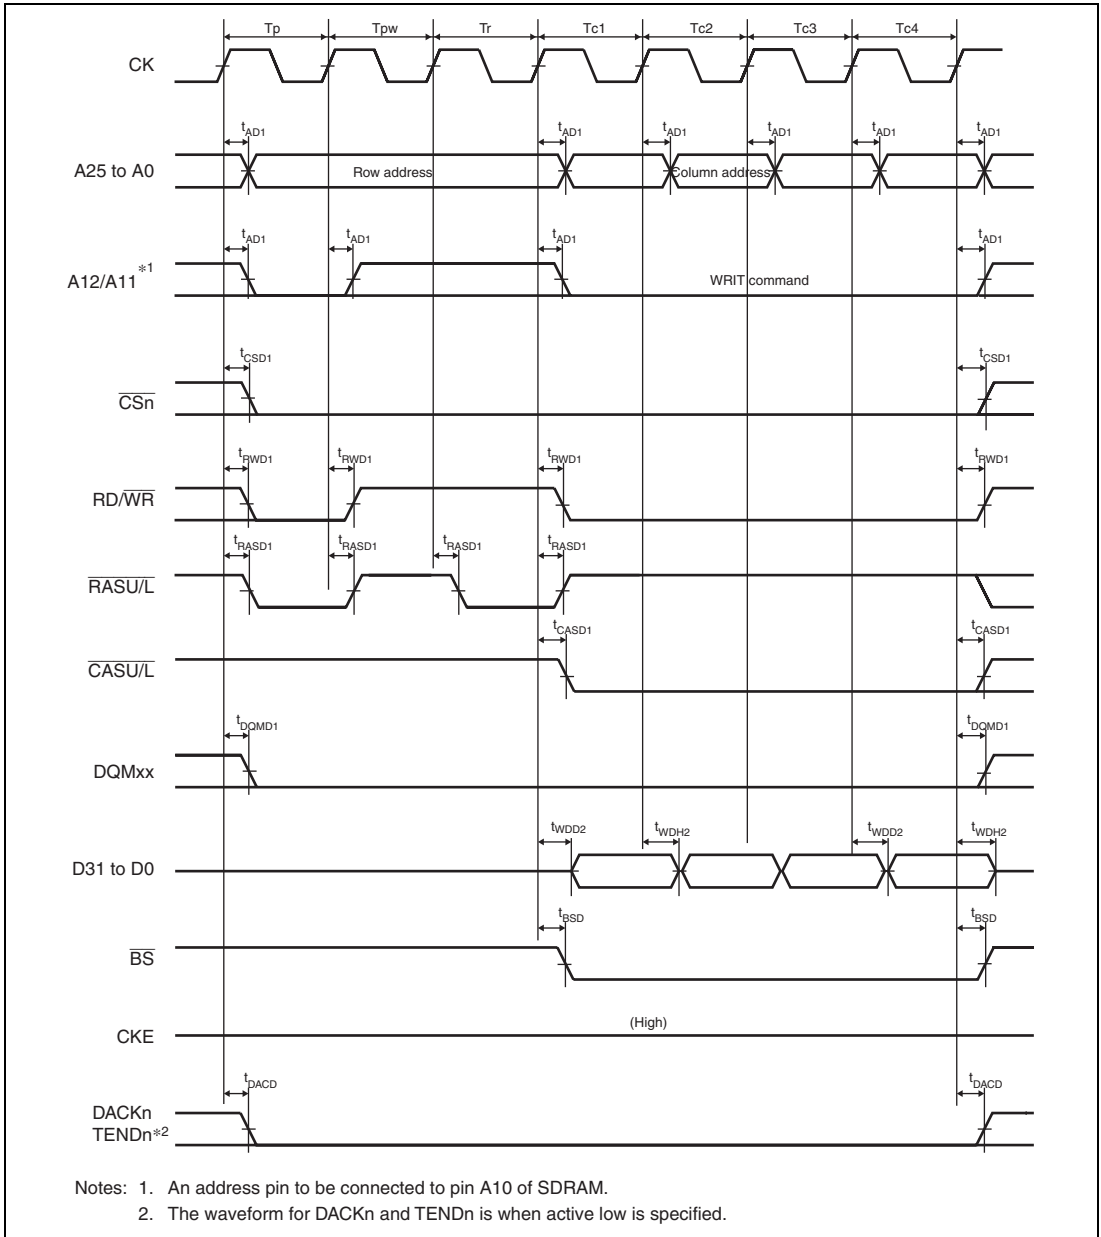 Tp Tpw Tr Tc1 Tc2 Tc3 Tc4
CK
tAD1 tAD1 tAD1 tAD1 tAD1 tAD1
A25 to A0 Row address Column address
tAD1 tAD1 tAD1 tAD1
A12/A11*1 WRIT command
tCSD1 tCSD1
CSn
tRWD1 tRWD1 tRWD1 tRWD1
RD/WR
tRASD1 tRASD1 tRASD1 tRASD1
RASU/L
tCASD1 tCASD1
CASU/L
tDQMD1 tDQMD1
DQMxx
tWDD2 tWDH2 tWDD2 tWDH2
D31 to D0
tBSD tBSD
BS
(High)
CKE
tDACD tDACD
DACKn
TENDn*2
Notes: 1. An address pin to be connected to pin A10 of SDRAM.
2. The waveform for DACKn and TENDn is when active low is specified.